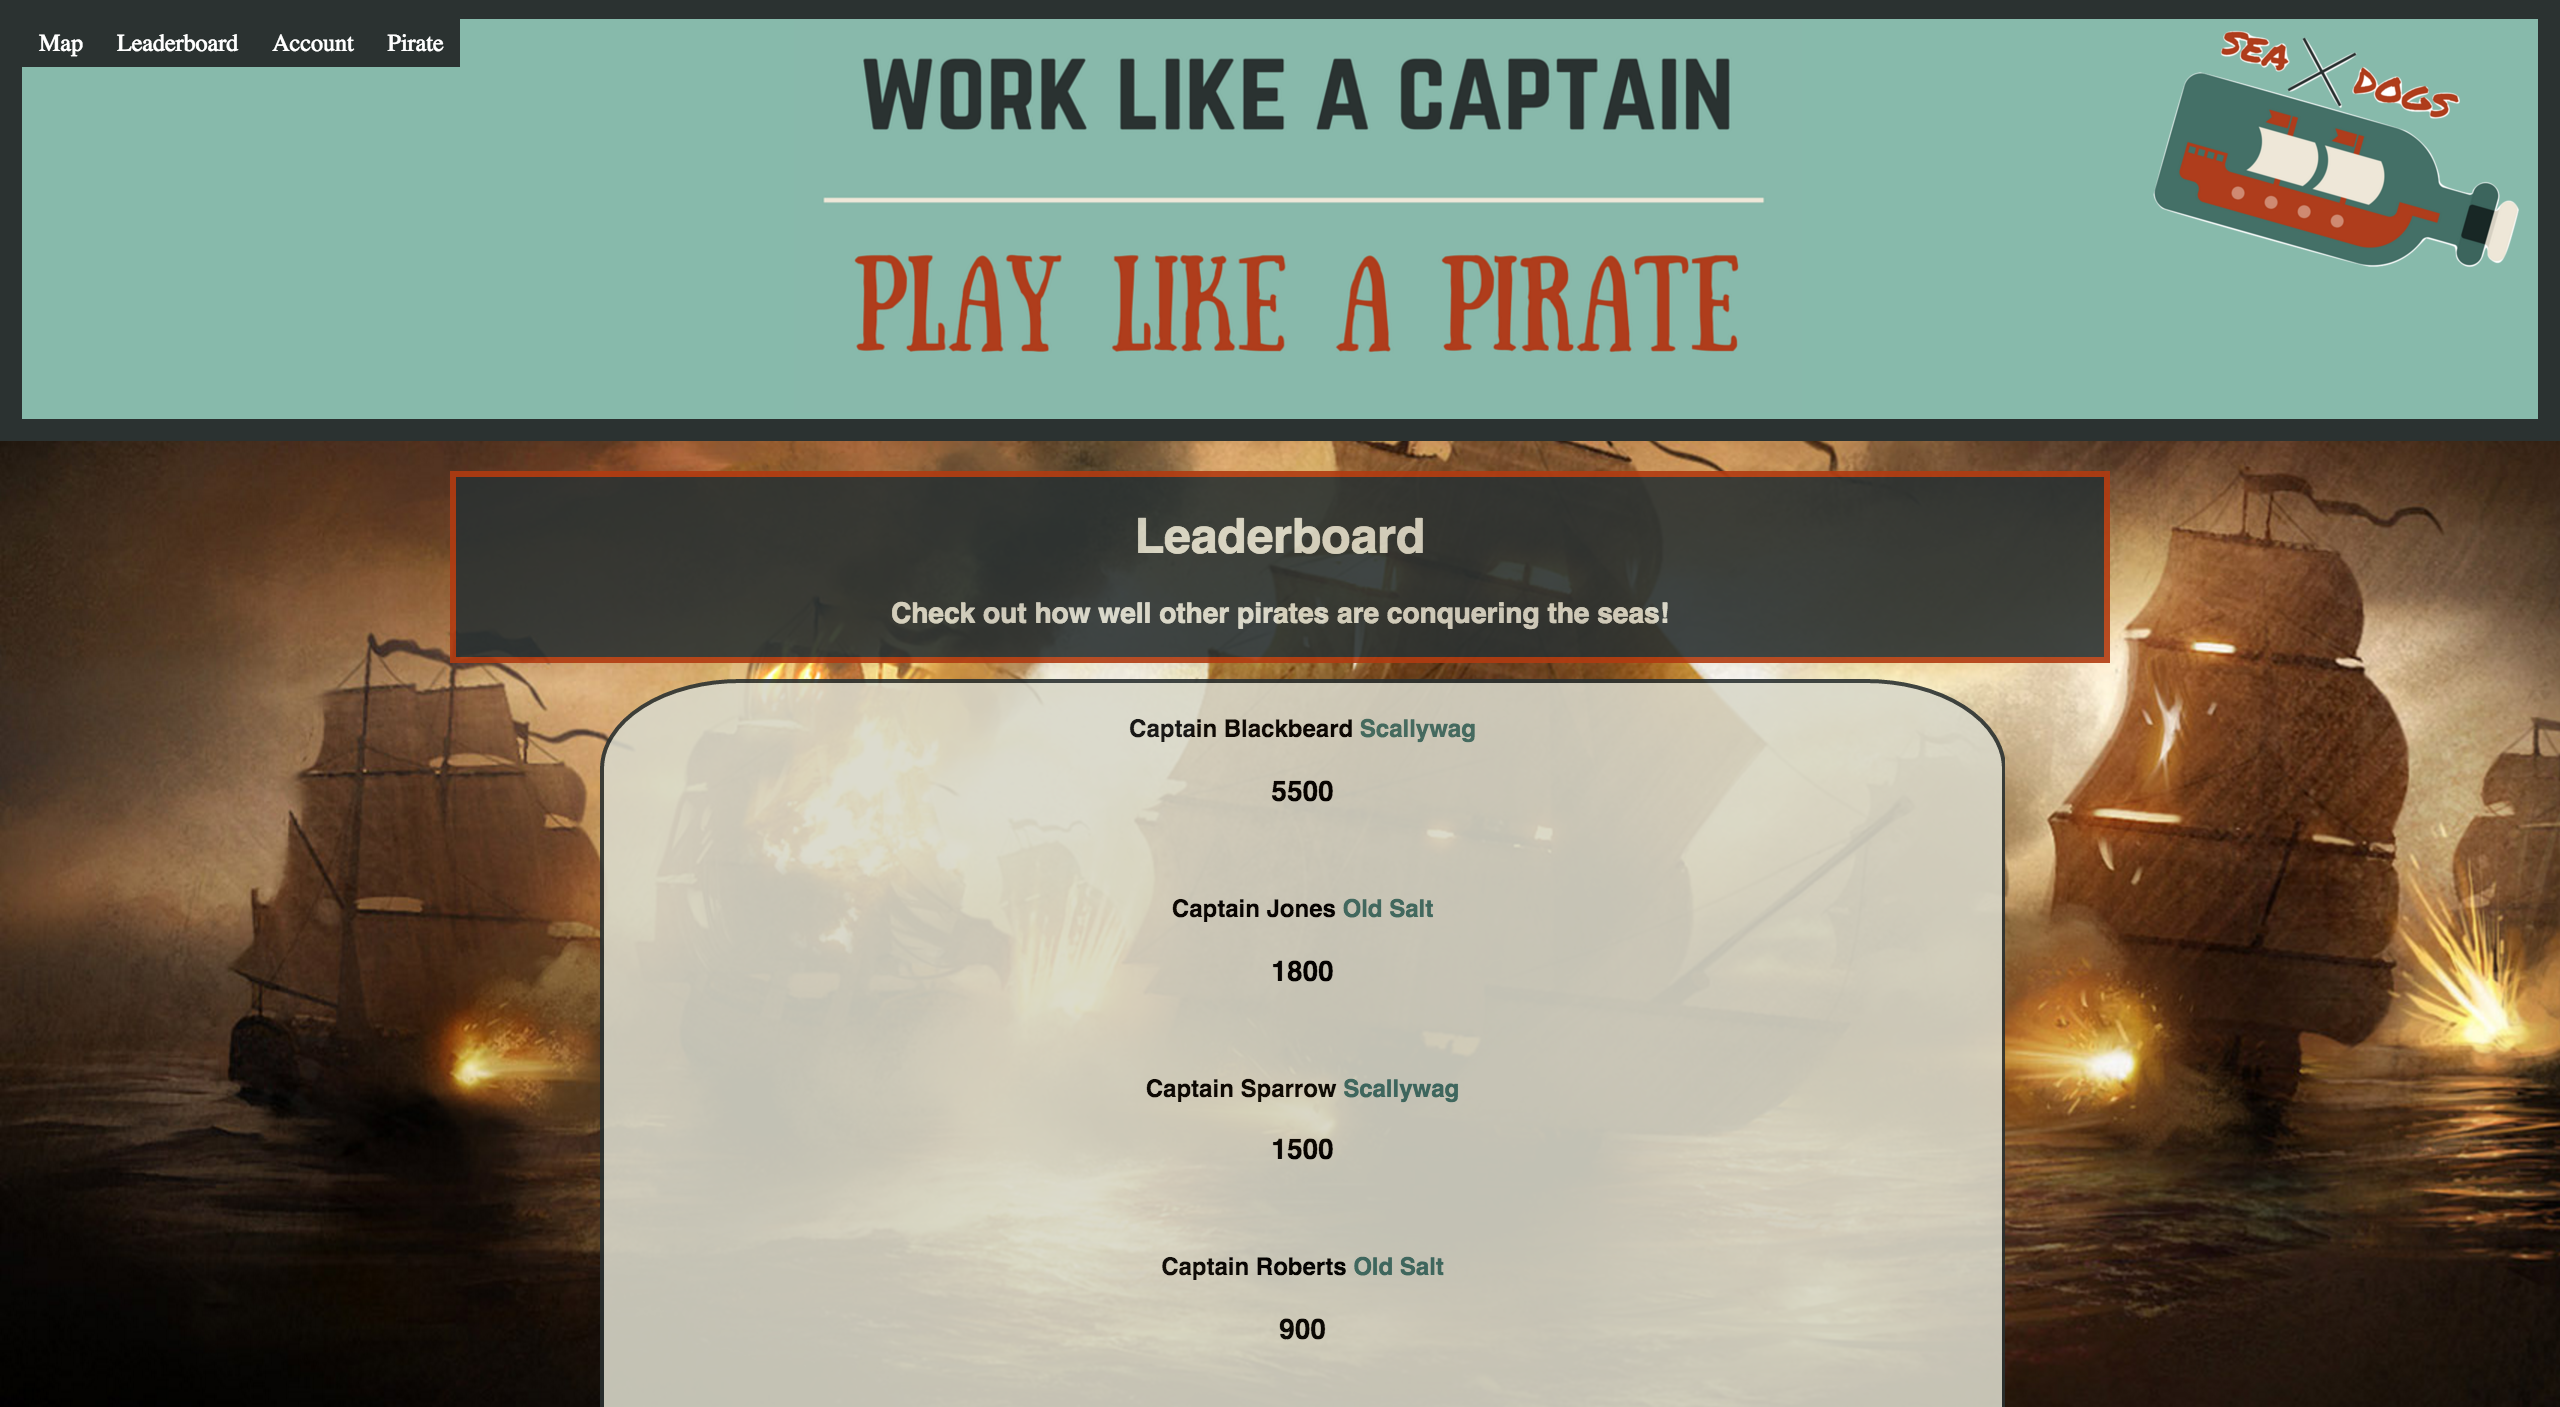 Map Leaderboard Account Pirate
SEA DOGS
WORK LIKE A CAPTAIN
PLAY LIKE A PIRATE
Leaderboard
Check out how well other pirates are conquering the seas!
Captain Blackbeard Scallywag
5500
Captain Jones Old Salt
1800
Captain Sparrow Scallywag
1500
Captain Roberts Old Salt
900